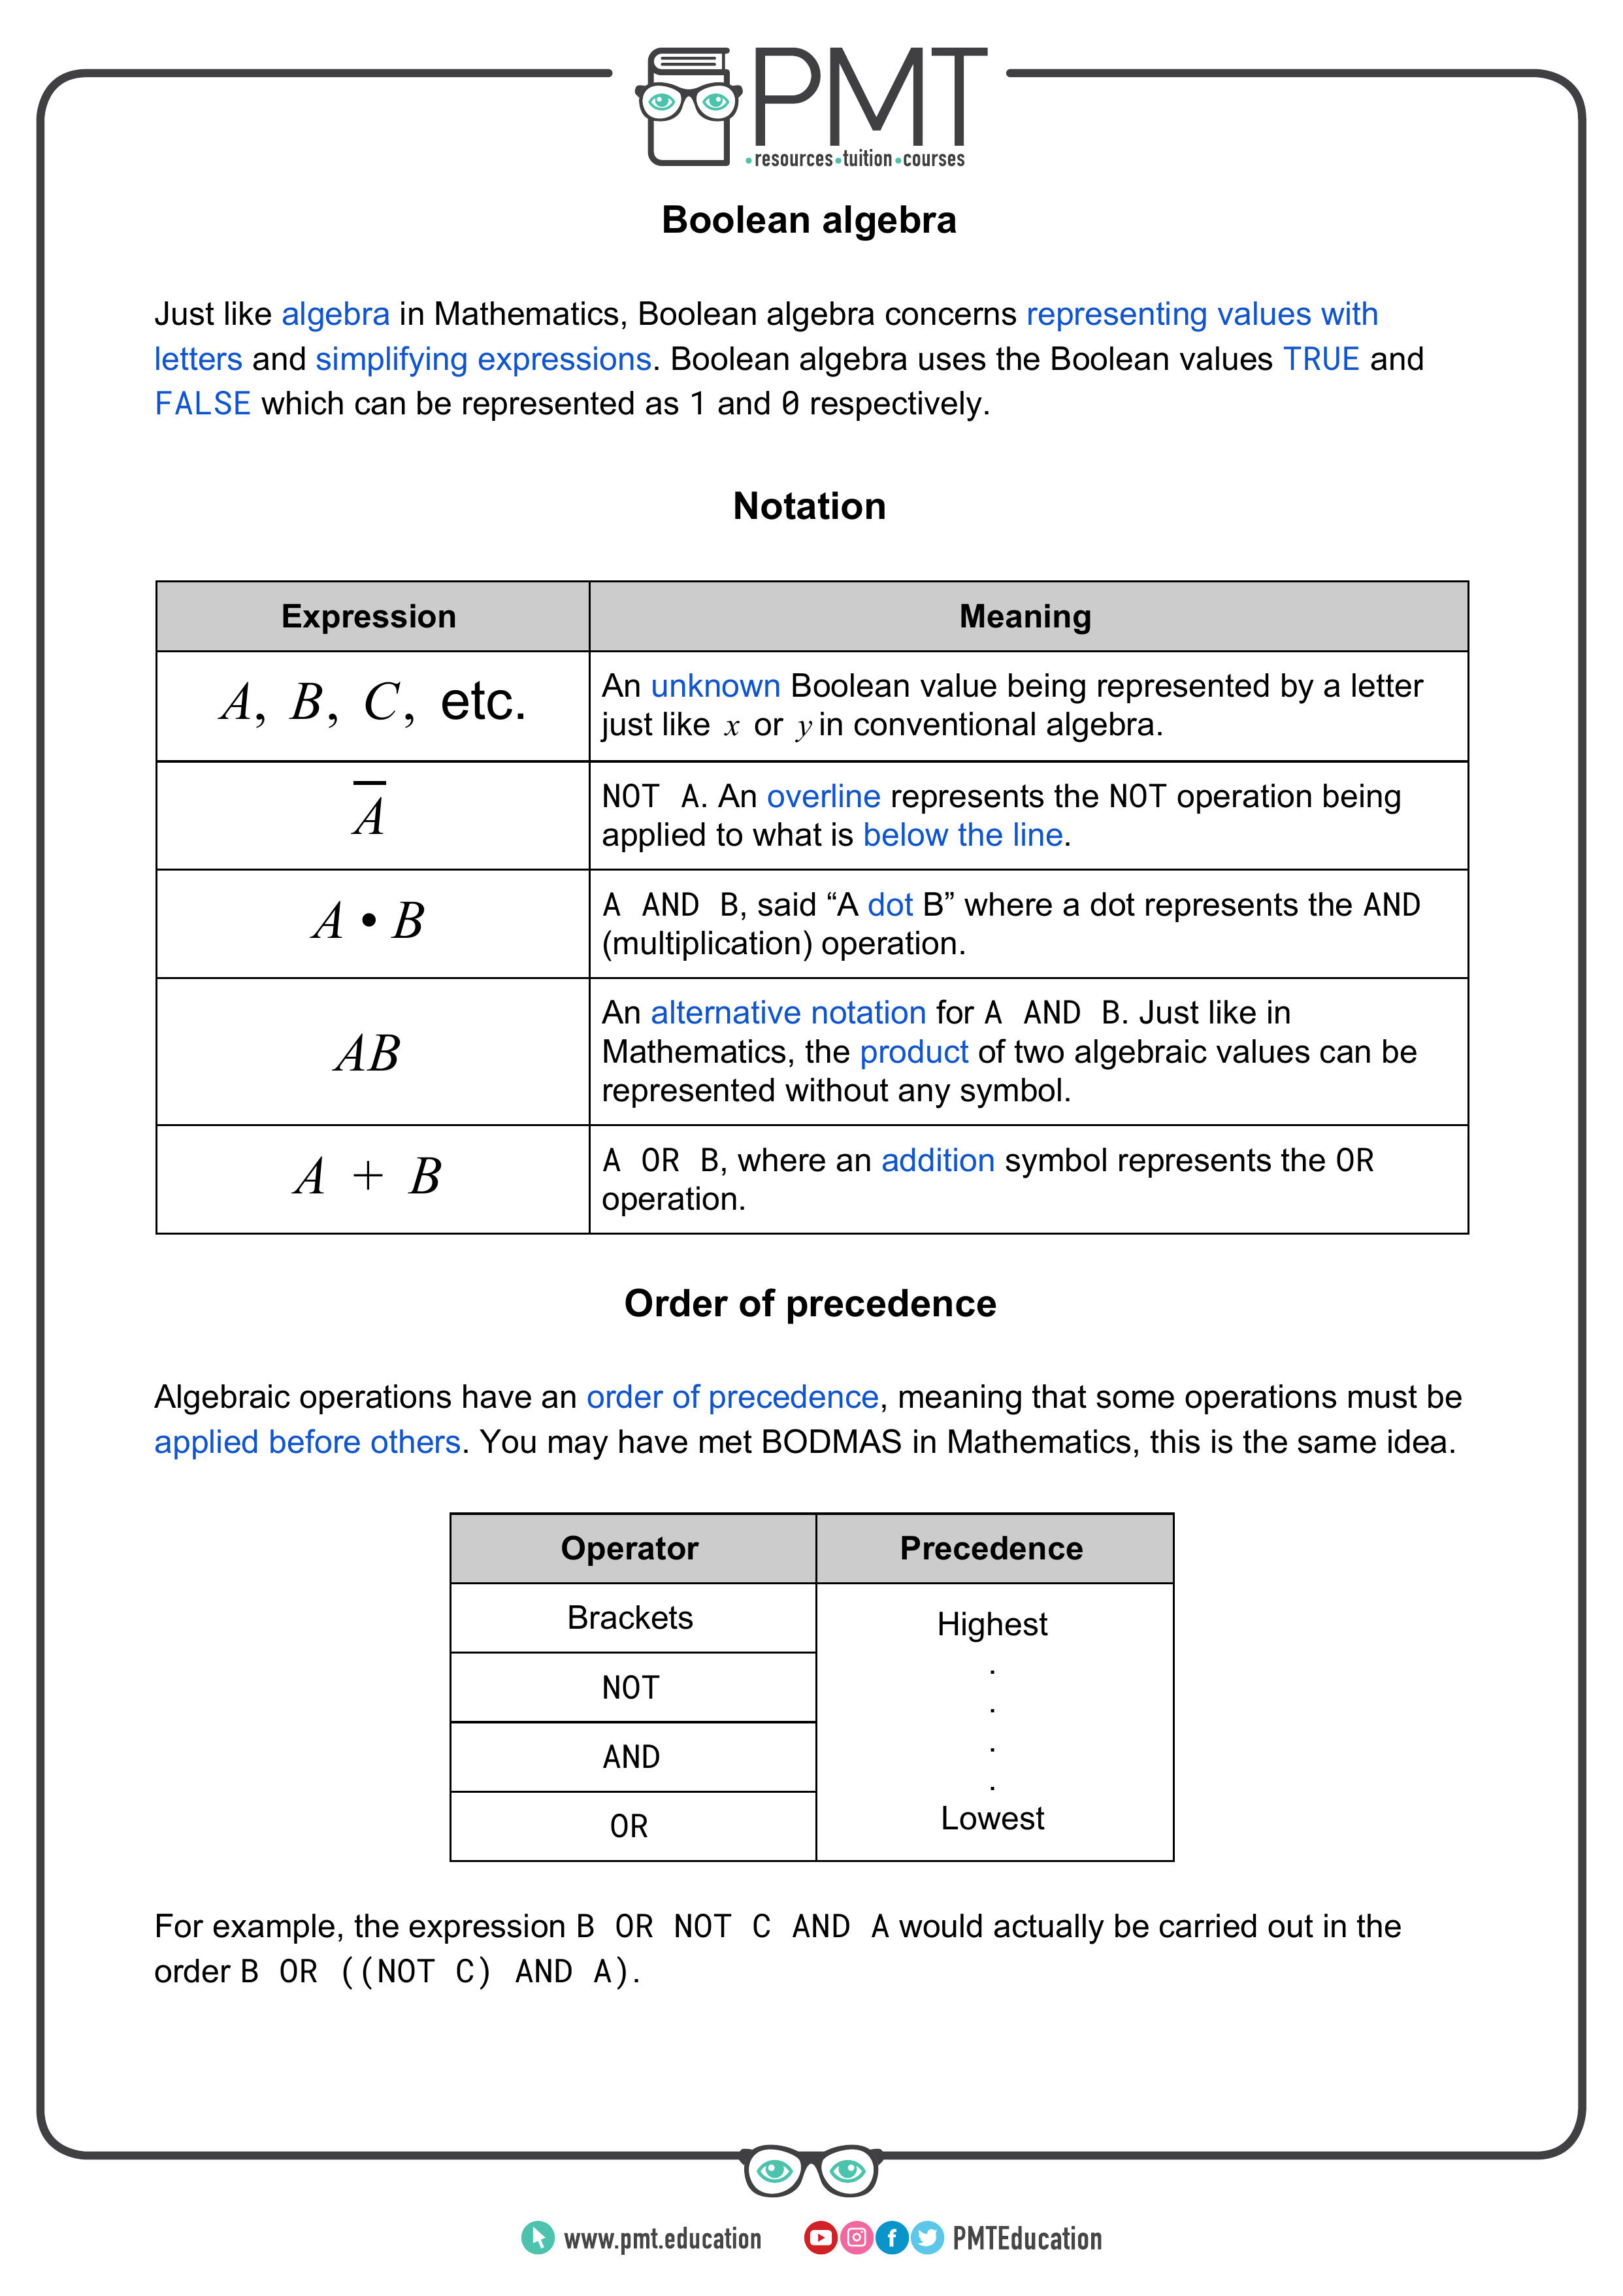 PMT
•resources•tuition•courses
Boolean algebra
Just like algebra in Mathematics, Boolean algebra concerns representing values with
letters and simplifying expressions. Boolean algebra uses the Boolean values TRUE and
FALSE which can be represented as 1 and 0 respectively.
Notation
Expression Meaning
A, B, C, etc.
An unknown Boolean value being represented by a letter
just like x or y in conventional algebra.
A̅
NOT A. An overline represents the NOT operation being
applied to what is below the line.
A • B
A AND B, said “A dot B” where a dot represents the AND
(multiplication) operation.
AB
An alternative notation for A AND B. Just like in
Mathematics, the product of two algebraic values can be
represented without any symbol.
A + B
A OR B, where an addition symbol represents the OR
operation.
Order of precedence
Algebraic operations have an order of precedence, meaning that some operations must be
applied before others. You may have met BODMAS in Mathematics, this is the same idea.
Operator Precedence
Brackets
NOT
AND
OR
Highest
.
.
.
.
Lowest
For example, the expression B OR NOT C AND A would actually be carried out in the
order B OR ((NOT C) AND A).
www.pmt.education PMTEducation